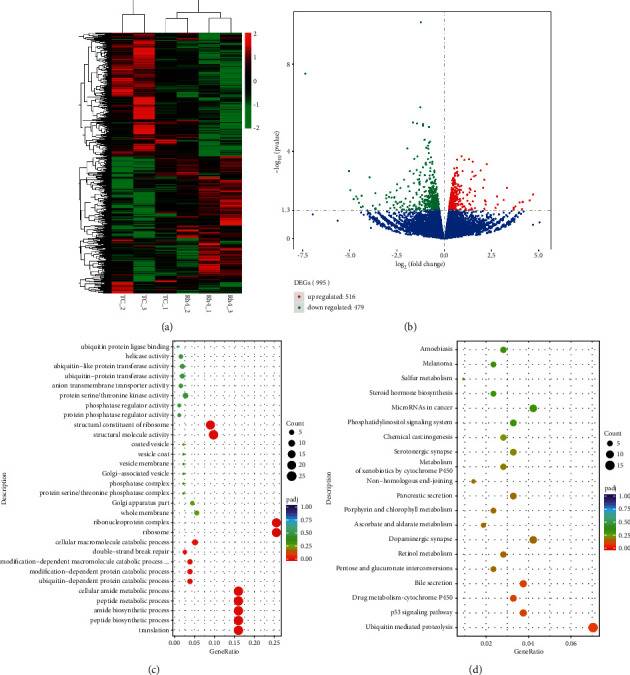 2
1
0
-1
-2
TC_2
TC_3
TC_1
Rh4_2
Rh4_1
Rh4_3
(a)
-log10 (pvalue)
8
4
1.3
0
-7.5
-5.0
-2.5
0.0
2.5
5.0
log2 (fold change)
DEGs ( 995 )
up regulated: 516
down regulated: 479
(b)
Description
ubiquitin protein ligase binding
helicase activity
ubiquitin-like protein transferase activity
ubiquitin-protein transferase activity
anion transmembrane transporter activity
protein serine/threonine kinase activity
phosphatase regulator activity
protein phosphatase regulator activity
structural constituent of ribosome
structural molecule activity
coated vesicle
vesicle coat
vesicle membrane
Golgi-associated vesicle
phosphatase complex
protein serine/threonine phosphatase complex
Golgi apparatus part
whole membrane
ribonucleoprotein complex
ribosome
cellular macromolecule catabolic process
double-strand break repair
modification-dependent macromolecule catabolic process ...
modification-dependent protein catabolic process
ubiquitin-dependent protein catabolic process
cellular amide metabolic process
peptide metabolic process
amide biosynthetic process
peptide biosynthetic process
translation
0.00 0.05 0.10 0.15 0.20 0.25
GeneRatio
Count
5
10
15
20
25
padj
1.00
0.75
0.50
0.25
0.00
(c)
Description
Amoebiasis
Melanoma
Sulfur metabolism
Steroid hormone biosynthesis
MicroRNAs in cancer
Phosphatidylinositol signaling system
Chemical carcinogenesis
Serotonergic synapse
Metabolism
of xenobiotics by cytochrome P450
Non-homologous end-joining
Pancreatic secretion
Porphyrin and chlorophyll metabolism
Ascorbate and aldarate metabolism
Dopaminergic synapse
Retinol metabolism
Pentose and glucuronate interconversions
Bile secretion
Drug metabolism-cytochrome P450
p53 signaling pathway
Ubiquitin mediated proteolysis
0.02 0.04 0.06
GeneRatio
Count
5
10
15
padj
1.00
0.75
0.50
0.25
0.00
(d)